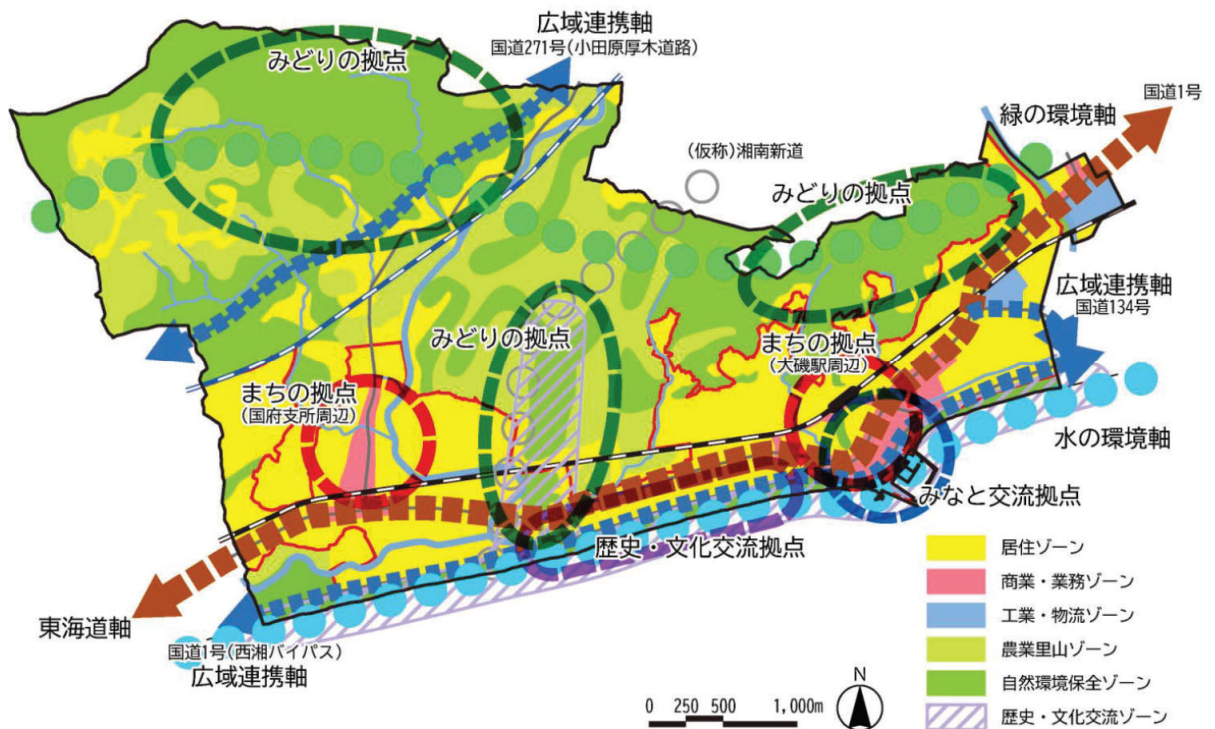 広域連携軸
国道271号(小田原厚木道路)
みどりの拠点
国道1号
緑の環境軸
(仮称)湘南新道
みどりの拠点
広域連携軸
国道134号
みどりの拠点
まちの拠点
(大磯駅周辺)
まちの拠点
(国府支所周辺)
水の環境軸
みなと交流拠点
歴史・文化交流拠点
東海道軸
国道1号(西湘バイパス)
広域連携軸
N
0 250 500 1,000m
居住ゾーン
商業・業務ゾーン
工業・物流ゾーン
農業里山ゾーン
自然環境保全ゾーン
歴史・文化交流ゾーン